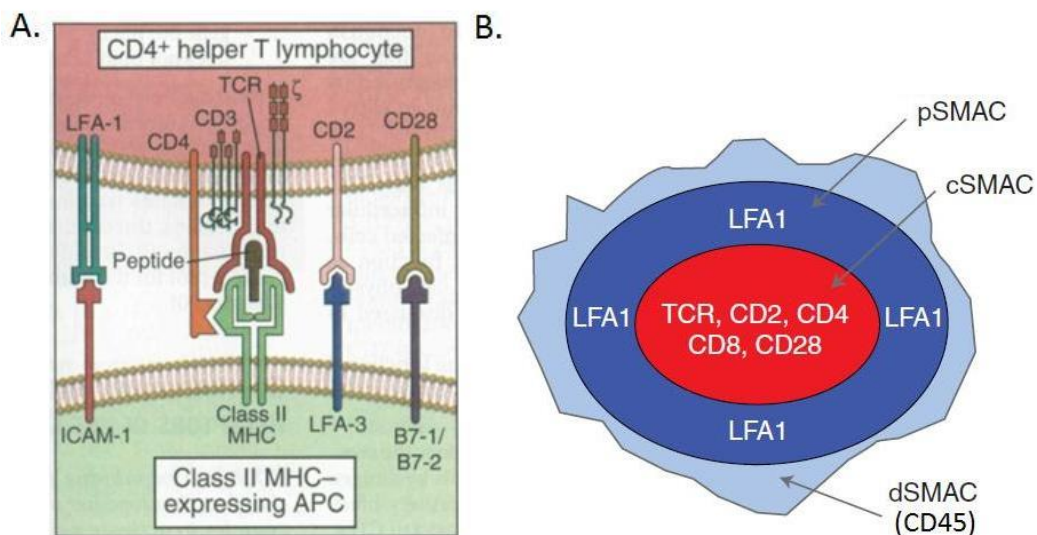 A.
CD4+ helper T lymphocyte
TCR
ζ
LFA-1
CD3
CD4
CD2
CD28
Peptide
Class II
MHC
ICAM-1
LFA-3
B7-1/
B7-2
Class II MHC–
expressing APC
B.
pSMAC
cSMAC
LFA1
LFA1
TCR, CD2, CD4
CD8, CD28
LFA1
LFA1
dSMAC
(CD45)